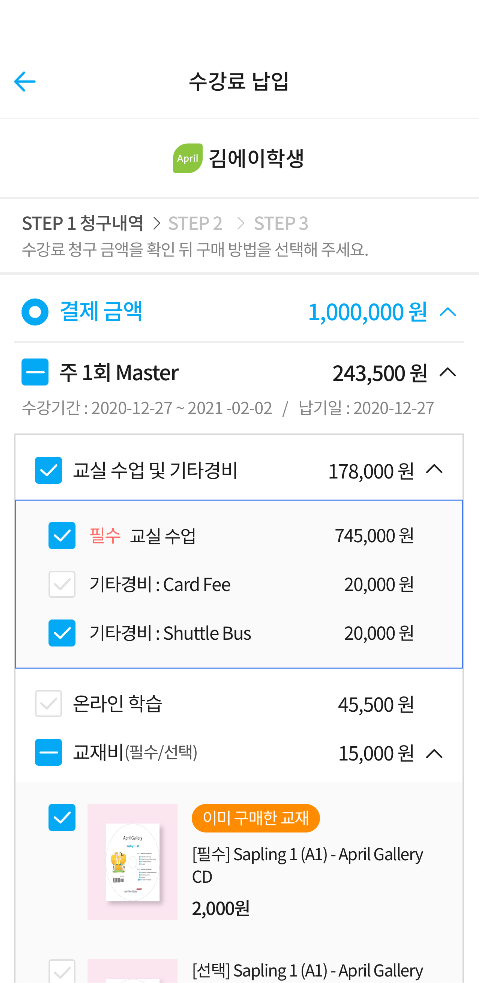 수강료 납입
April 김에이학생
STEP 1 청구내역 > STEP 2 > STEP 3
수강료 청구 금액을 확인 뒤 구매 방법을 선택해 주세요.
결제 금액 1,000,000 원
주 1회 Master 243,500 원
수강기간 : 2020-12-27 ~ 2021 -02-02 / 납기일 : 2020-12-27
교실 수업 및 기타경비 178,000 원
필수 교실 수업 745,000 원
기타경비 : Card Fee 20,000 원
기타경비 : Shuttle Bus 20,000 원
온라인 학습 45,500 원
교재비(필수/선택) 15,000 원
April Gallery
이미 구매한 교재
[필수] Sapling 1 (A1) - April Gallery
CD
2,000원
[선택] Sapling 1 (A1) - April Gallery